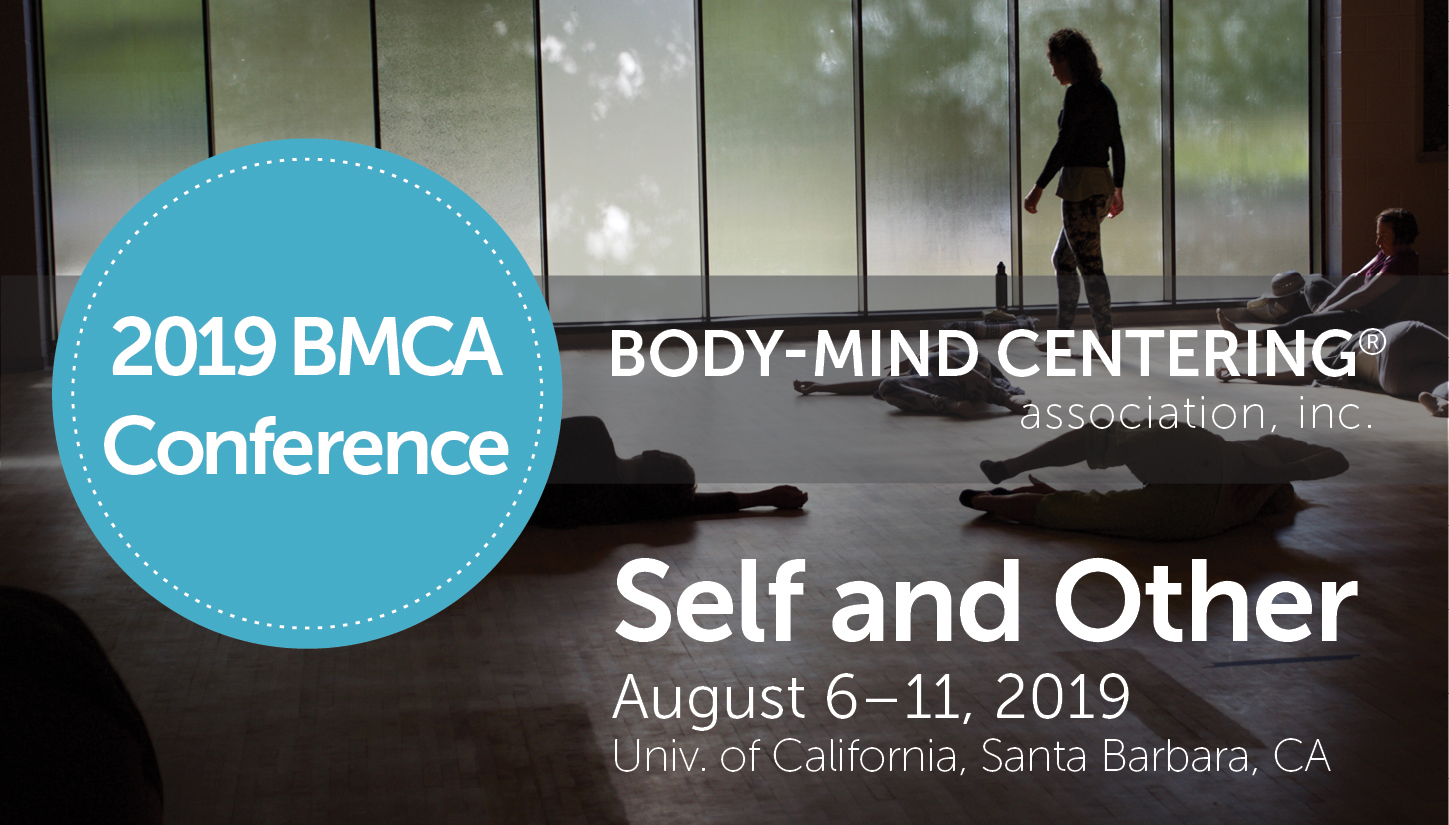 2019 BMCA
Conference
BODY-MIND CENTERING®
association, inc.
Self and Other
August 6–11, 2019
Univ. of California, Santa Barbara, CA